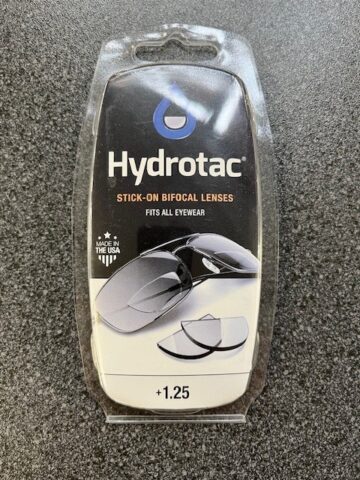 Hydrotac®
STICK-ON BIFOCAL LENSES
FITS ALL EYEWEAR
MADE IN
THE USA
+1.25